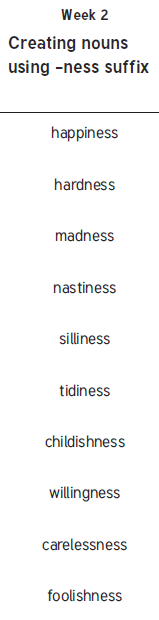 Week 2
Creating nouns
using –ness suffix
happiness
hardness
madness
nastiness
silliness
tidiness
childishness
willingness
carelessness
foolishness